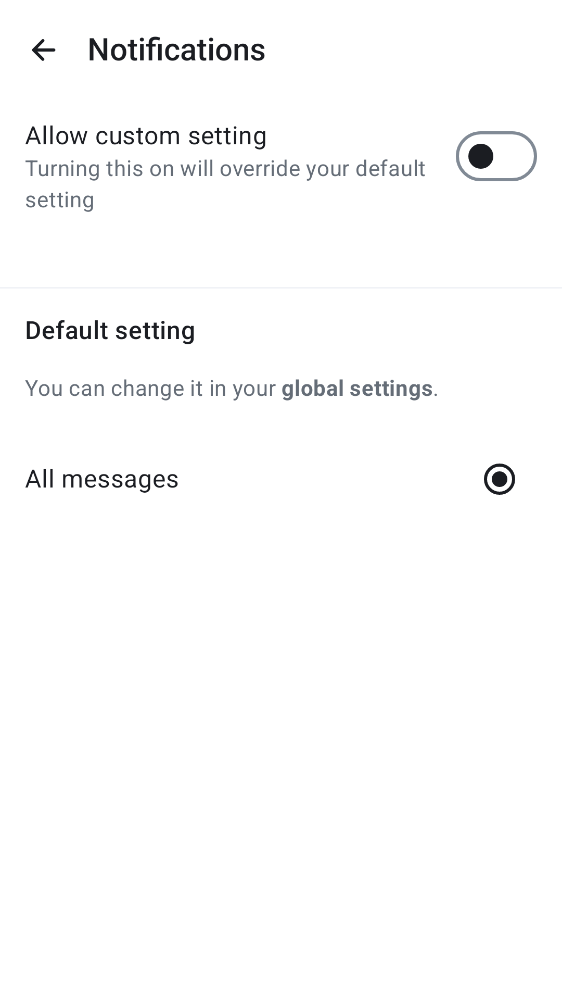 Notifications
Allow custom setting
Turning this on will override your default
setting
Default setting
You can change it in your global settings.
All messages